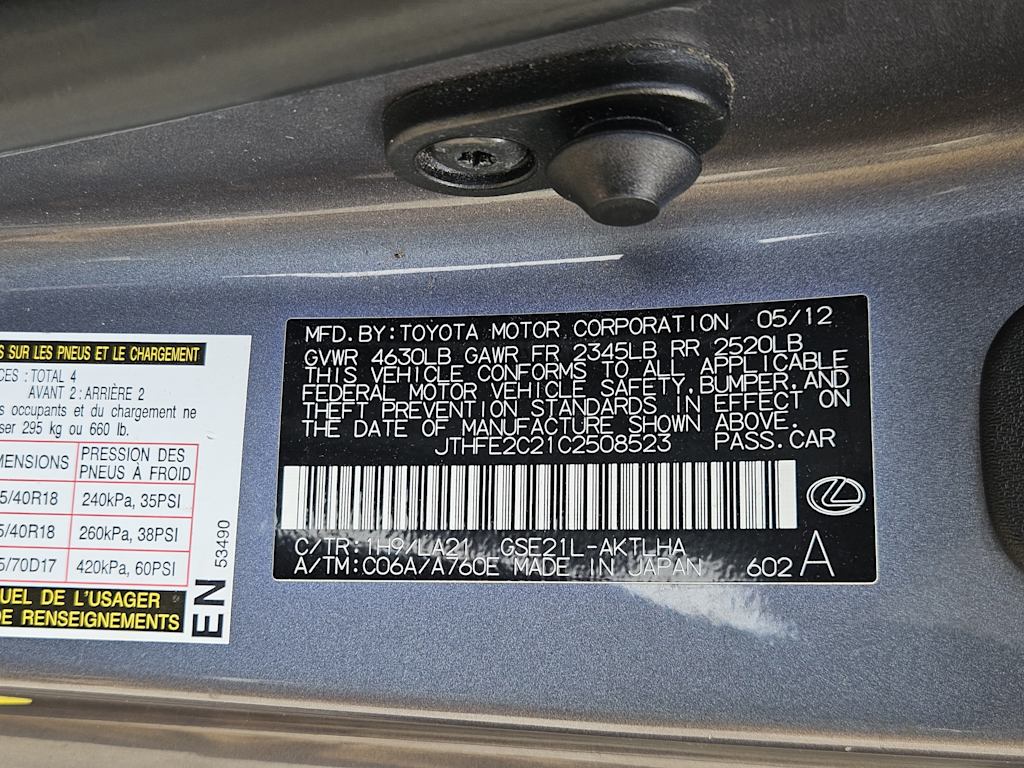 S SUR LES PNEUS ET LE CHARGEMENT
CES : TOTAL 4
AVANT 2 : ARRIÈRE 2
s occupants et du chargement ne
ser 295 kg ou 660 lb.
MENSIONS PRESSION DES PNEUS À FROID
5/40R18 240kPa, 35PSI
5/40R18 260kPa, 38PSI
5/70D17 420kPa, 60PSI
UEL DE L'USAGER
DE RENSEIGNEMENTS
EN
53490
MFD. BY: TOYOTA MOTOR CORPORATION 05/12
GVWR 4630LB GAWR FR 2345LB RR 2520LB
THIS VEHICLE CONFORMS TO ALL APPLICABLE
FEDERAL MOTOR VEHICLE SAFETY, BUMPER, AND
THEFT PREVENTION STANDARDS IN EFFECT ON
THE DATE OF MANUFACTURE SHOWN ABOVE.
JTHFE2C21C2508523 PASS. CAR
C/TR: 1H9/LA21 GSE21L-AKTLHA
A/TM: C06A/A760E MADE IN JAPAN 602 A